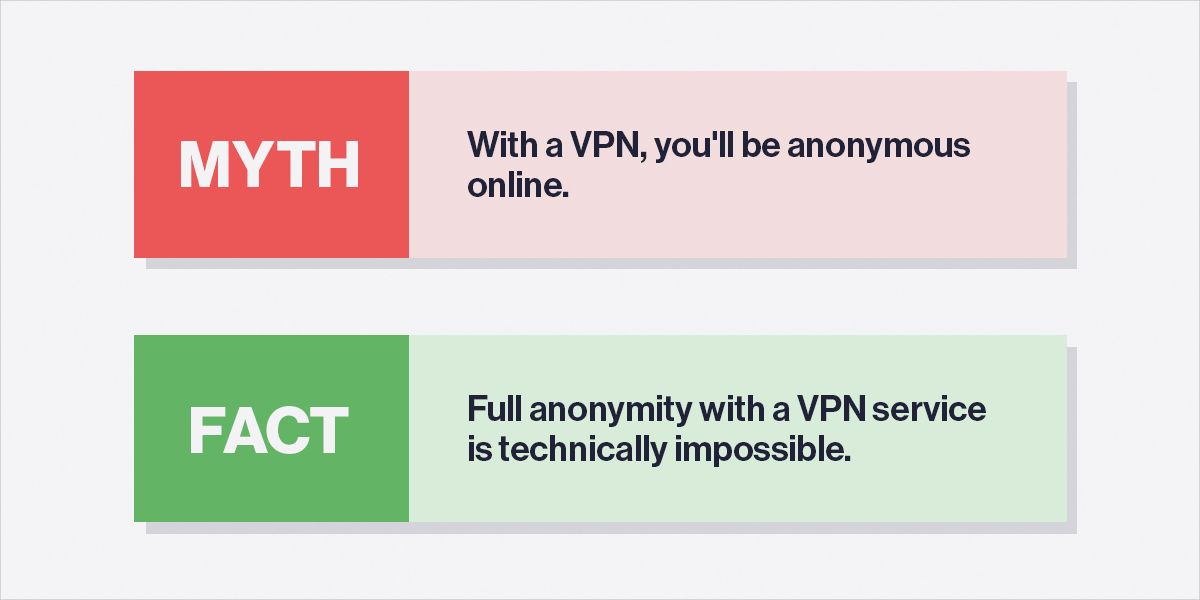 MYTH
With a VPN, you'll be anonymous
online.
FACT
Full anonymity with a VPN service
is technically impossible.